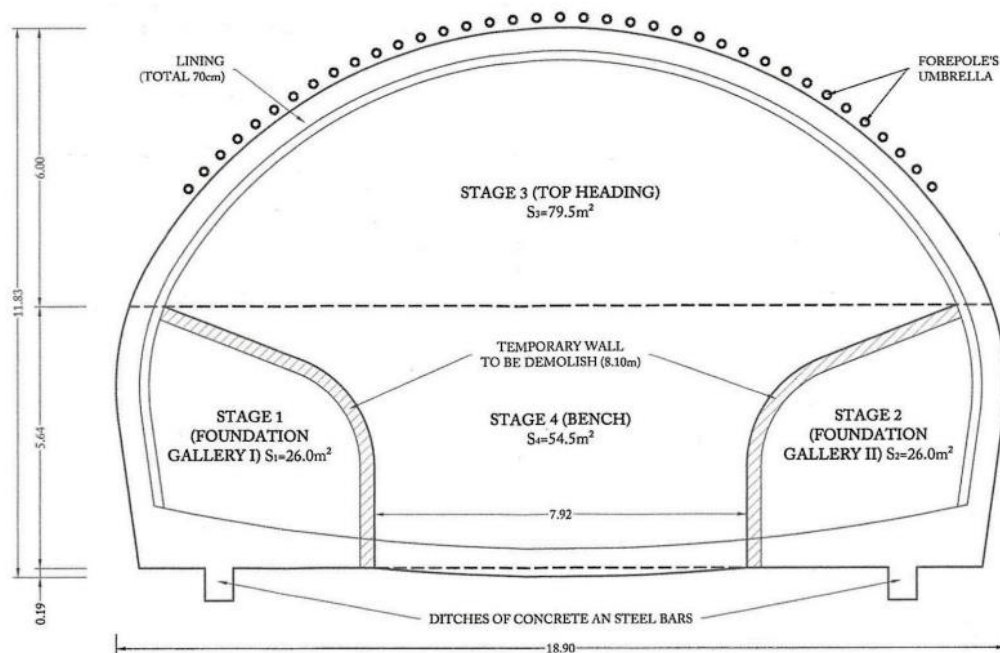 LINING
(TOTAL 70cm)
FOREPOLE'S
UMBRELLA
6.00
11.83
STAGE 3 (TOP HEADING)
S₃=79.5m²
TEMPORARY WALL
TO BE DEMOLISH (8.10m)
STAGE 1
(FOUNDATION
GALLERY I) S₁=26.0m²
STAGE 4 (BENCH)
S₄=54.5m²
STAGE 2
(FOUNDATION
GALLERY II) S₂=26.0m²
5.64
7.92
0.19
DITCHES OF CONCRETE AN STEEL BARS
18.90